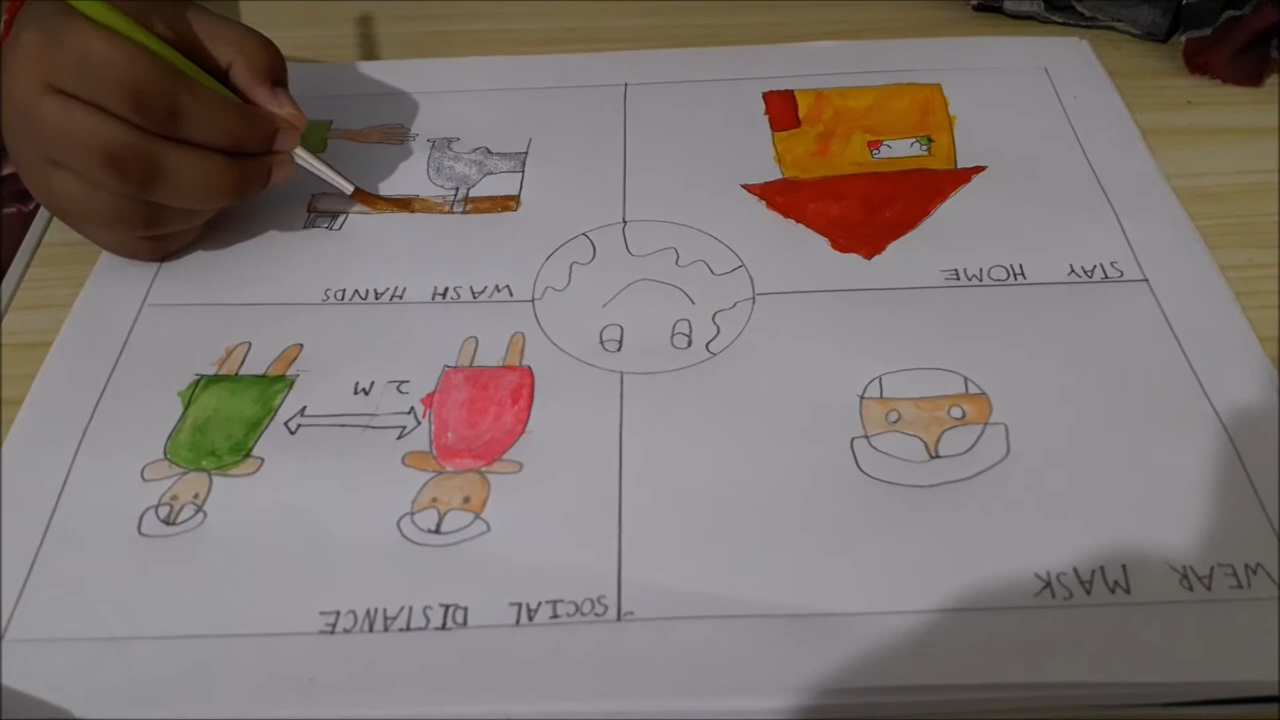 WEAR MASK
SOCIAL DISTANCE
2 M
STAY HOME
WASH HANDS